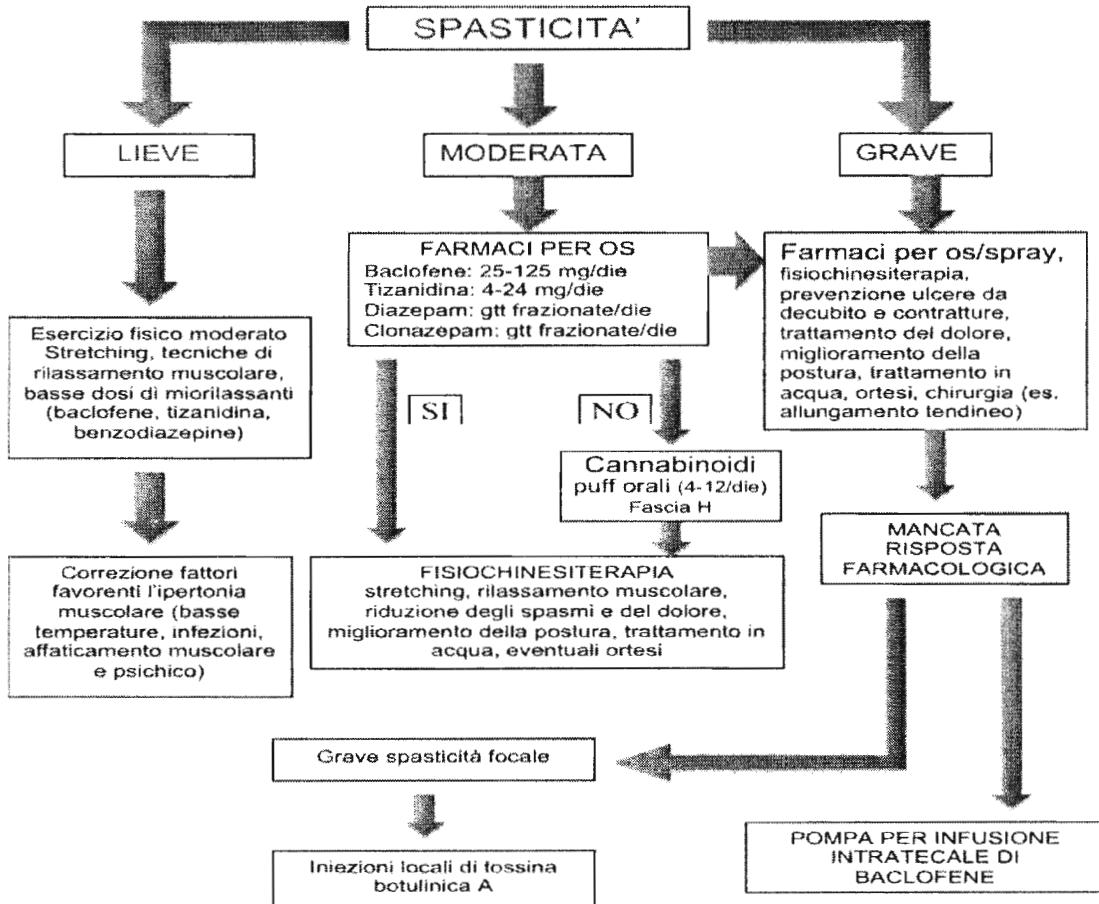 SPASTICITA'
LIEVE
MODERATA
GRAVE
FARMACI PER OS
Baclofene: 25-125 mg/die
Tizanidina: 4-24 mg/die
Diazepam: gtt frazionate/die
Clonazepam: gtt frazionate/die
Farmaci per os/spray,
fisiochinesiterapia,
prevenzione ulcere da
decubito e contratture,
trattamento del dolore,
miglioramento della
postura, trattamento in
acqua, ortesi, chirurgia (es.
allungamento tendineo)
Esercizio fisico moderato
Stretching, tecniche di
rilassamento muscolare,
basse dosi di miorilassanti
(baclofene, tizanidina,
benzodiazepine)
SI
NO
Cannabinoidi
puff orali (4-12/die)
Fascia H
MANCATA
RISPOSTA
FARMACOLOGICA
Correzione fattori
favorenti l'ipertonia
muscolare (basse
temperature, infezioni,
affaticamento muscolare
e psichico)
FISIOCHINESITERAPIA
stretching, rilassamento muscolare,
riduzione degli spasmi e del dolore,
miglioramento della postura, trattamento in
acqua, eventuali ortesi
Grave spasticità focale
Iniezioni locali di tossina
botulinica A
POMPA PER INFUSIONE
INTRATECALE DI
BACLOFENE